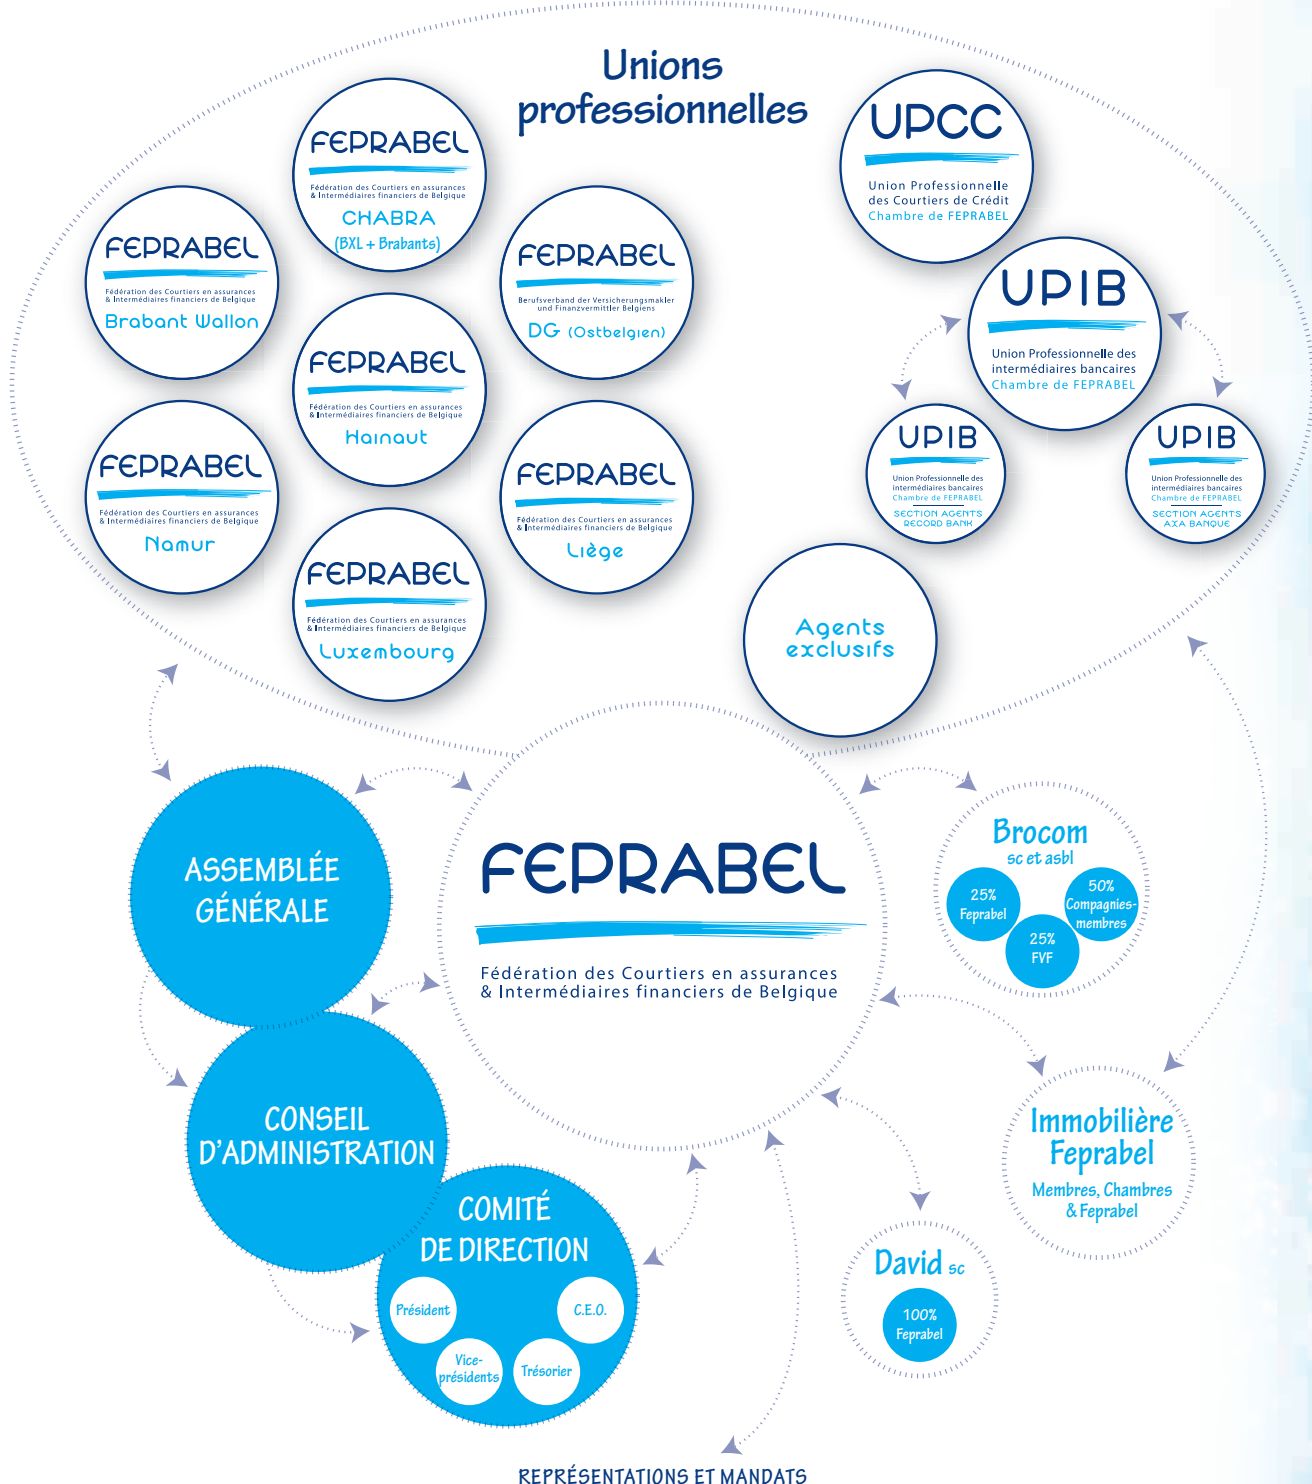 Unions
professionnelles
FEPRABEL
Fédération des Courtiers en assurances
& Intermédiaires financiers de Belgique
CHABRA
(BXL + Brabants)
UPCC
Union Professionnelle
des Courtiers de Crédit
Chambre de FEPRABEL
FEPRABEL
Fédération des Courtiers en assurances
& Intermédiaires financiers de Belgique
Brabant Wallon
FEPRABEL
Berufsverband der Versicherungsmakler
und Finanzvermittler Belgiens
DG (Ostbelgien)
UPIB
Union Professionnelle des
intermédiaires bancaires
Chambre de FEPRABEL
FEPRABEL
Fédération des Courtiers en assurances
& Intermédiaires financiers de Belgique
Hainaut
FEPRABEL
Fédération des Courtiers en assurances
& Intermédiaires financiers de Belgique
Namur
FEPRABEL
Fédération des Courtiers en assurances
& Intermédiaires financiers de Belgique
Liège
UPIB
Union Professionnelle des
intermédiaires bancaires
Chambre de FEPRABEL
SECTION AGENTS
RECORD BANK
UPIB
Union Professionnelle des
intermédiaires bancaires
Chambre de FEPRABEL
SECTION AGENTS
AXA BANQUE
FEPRABEL
Fédération des Courtiers en assurances
& Intermédiaires financiers de Belgique
Luxembourg
Agents
exclusifs
ASSEMBLÉE
GÉNÉRALE
FEPRABEL
Fédération des Courtiers en assurances
& Intermédiaires financiers de Belgique
Brocom
sc et asbl
25%
Feprabel
25%
FVF
50%
Compagnies-
membres
CONSEIL
D'ADMINISTRATION
Immobilière
Feprabel
Membres, Chambres
& Feprabel
COMITÉ
DE DIRECTION
Président
Vice-
présidents
Trésorier
C.E.O.
David sc
100%
Feprabel
REPRÉSENTATIONS ET MANDATS